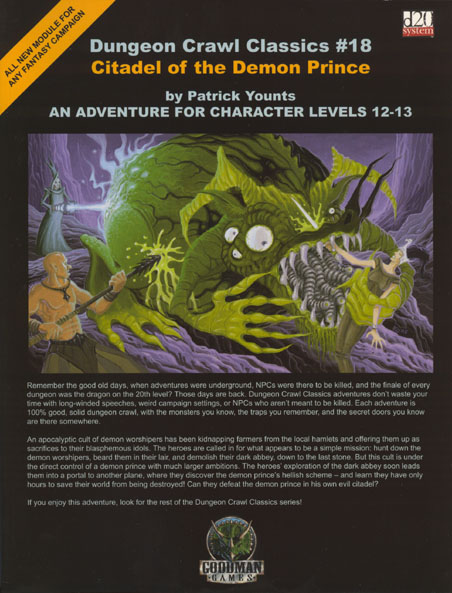 ALL NEW MODULE FOR
ANY FANTASY CAMPAIGN
d20
system
Dungeon Crawl Classics #18
Citadel of the Demon Prince
by Patrick Younts
AN ADVENTURE FOR CHARACTER LEVELS 12-13
Remember the good old days, when adventures were underground, NPCs were there to be killed, and the finale of every
dungeon was the dragon on the 20th level? Those days are back. Dungeon Crawl Classics adventures don't waste your
time with long-winded speeches, weird campaign settings, or NPCs who aren't meant to be killed. Each adventure is
100% good, solid dungeon crawl, with the monsters you know, the traps you remember, and the secret doors you know
are there somewhere.
An apocalyptic cult of demon worshipers has been kidnapping farmers from the local hamlets and offering them up as
sacrifices to their blasphemous idols. The heroes are called in for what appears to be a simple mission: hunt down the
demon worshipers, beard them in their lair, and demolish their dark abbey, down to the last stone. But this cult is under
the direct control of a demon prince with much larger ambitions. The heroes' exploration of the dark abbey soon leads
them into a portal to another plane, where they discover the demon prince's hellish scheme – and learn they have only
hours to save their world from being destroyed! Can they defeat the demon prince in his own evil citadel?
If you enjoy this adventure, look for the rest of the Dungeon Crawl Classics series!
GOODMAN
GAMES